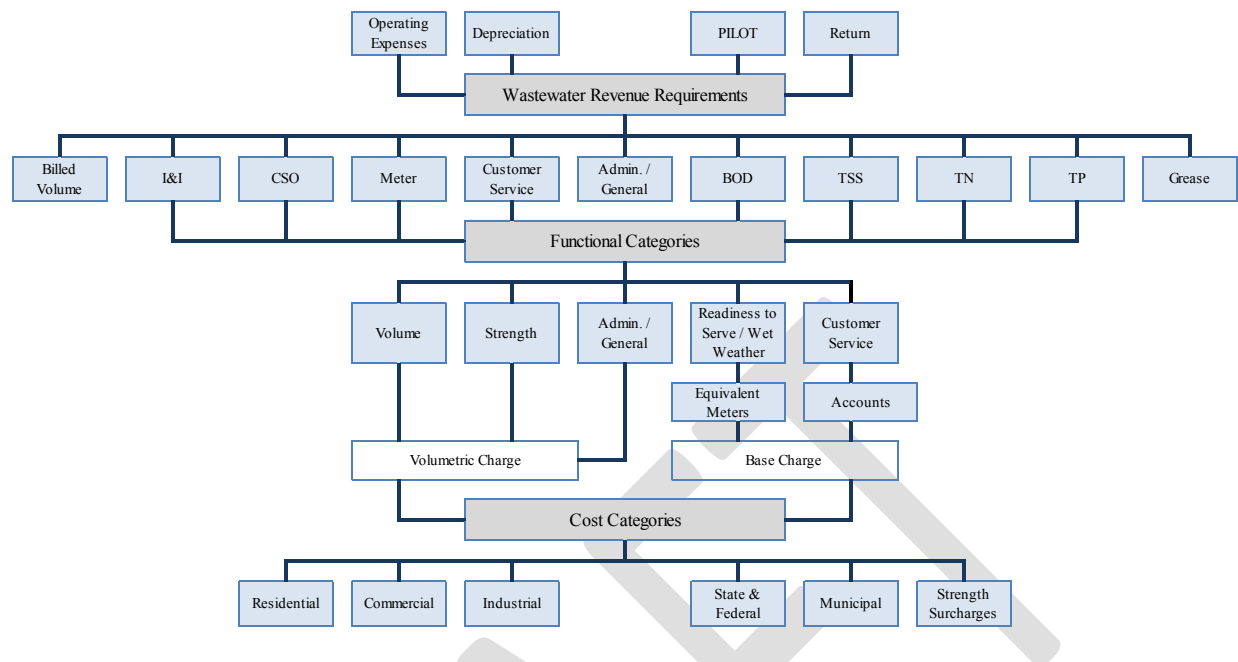 Operating
Expenses
Depreciation
PILOT
Return
Wastewater Revenue Requirements
Billed
Volume
I&I
CSO
Meter
Customer
Service
Admin. /
General
BOD
TSS
TN
TP
Grease
Functional Categories
Volume
Strength
Admin. /
General
Readiness to
Serve / Wet
Weather
Customer
Service
Equivalent
Meters
Accounts
Volumetric Charge
Base Charge
Cost Categories
Residential
Commercial
Industrial
State &
Federal
Municipal
Strength
Surcharges